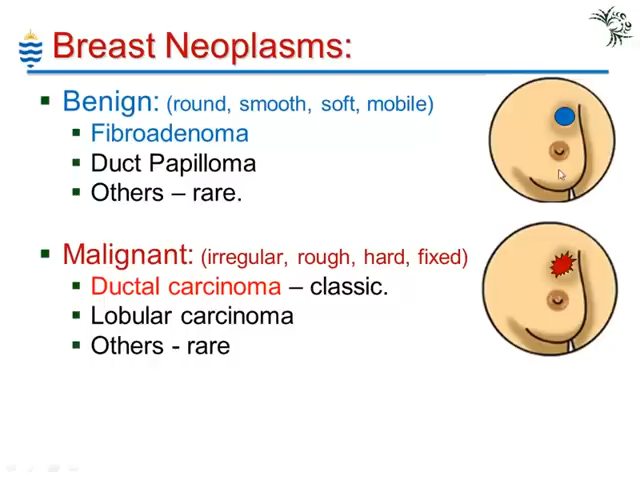 Breast Neoplasms:
Benign: (round, smooth, soft, mobile)
Fibroadenoma
Duct Papilloma
Others – rare.
Malignant: (irregular, rough, hard, fixed)
Ductal carcinoma – classic.
Lobular carcinoma
Others - rare